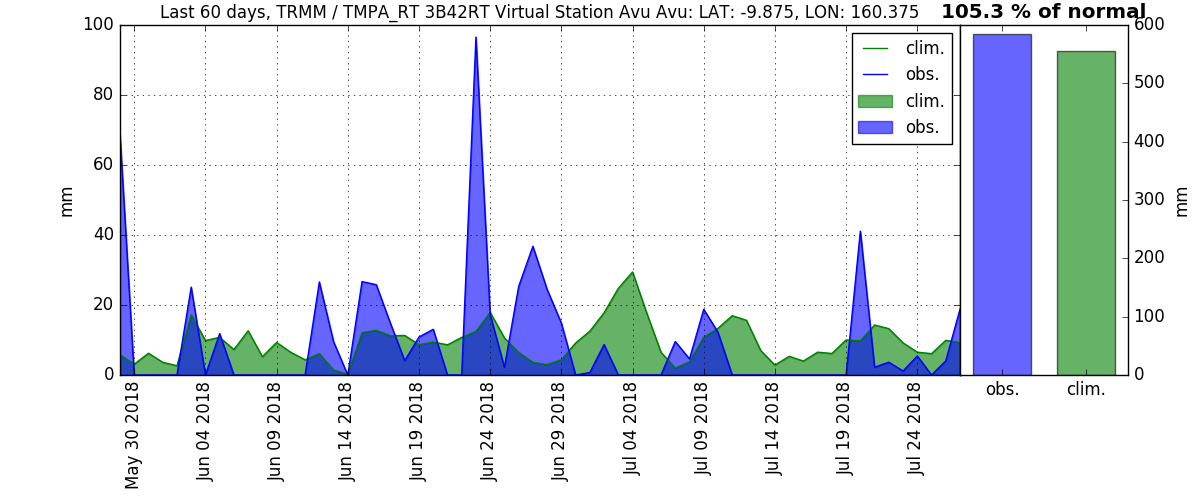 Last 60 days, TRMM / TMPA_RT 3B42RT Virtual Station Avu Avu: LAT: -9.875, LON: 160.375
105.3 % of normal
100
80
60
40
20
0
mm
clim.
obs.
clim.
obs.
May 30 2018
Jun 04 2018
Jun 09 2018
Jun 14 2018
Jun 19 2018
Jun 24 2018
Jun 29 2018
Jul 04 2018
Jul 09 2018
Jul 14 2018
Jul 19 2018
Jul 24 2018
600
500
400
300
200
100
0
mm
obs.
clim.